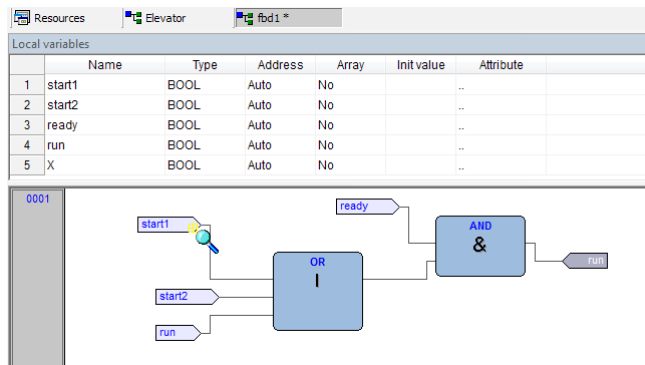 Resources Elevator fbd1 *
Local variables
Name Type Address Array Init value Attribute
1 start1 BOOL Auto No ..
2 start2 BOOL Auto No ..
3 ready BOOL Auto No ..
4 run BOOL Auto No ..
5 X BOOL Auto No ..
0001
ready
start1
AND
&
run
OR
I
start2
run